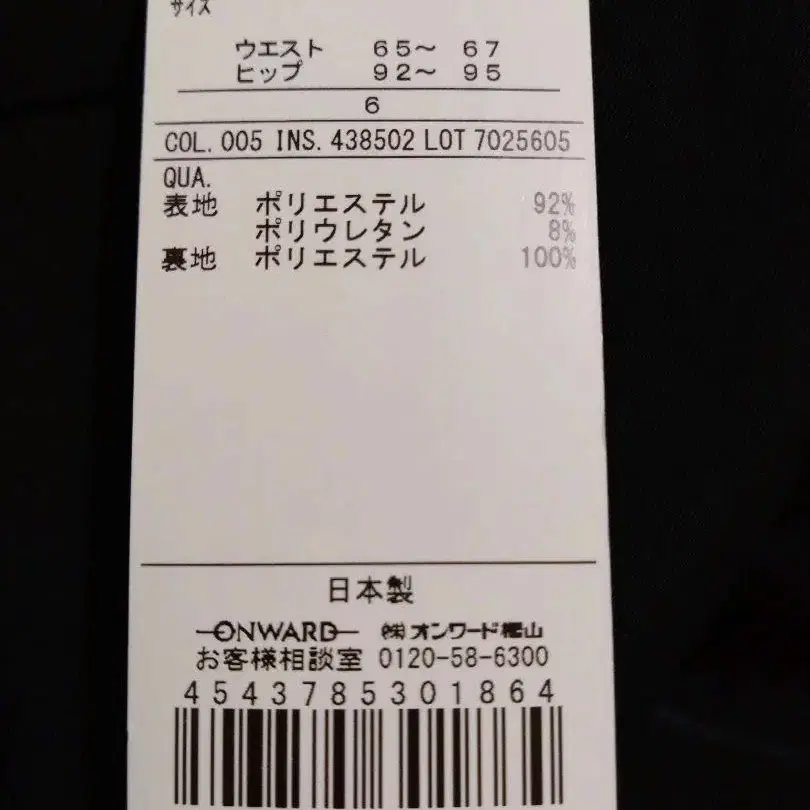 サイズ
ウエスト 65〜 67
ヒップ 92〜 95
6
COL. 005 INS. 438502 LOT 7025605
QUA.
表地 ポリエステル 92%
ポリウレタン 8%
裏地 ポリエステル 100%
日本製
ONWARD ㈱オンワード樫山
お客様相談室 0120-58-6300
4543785301864